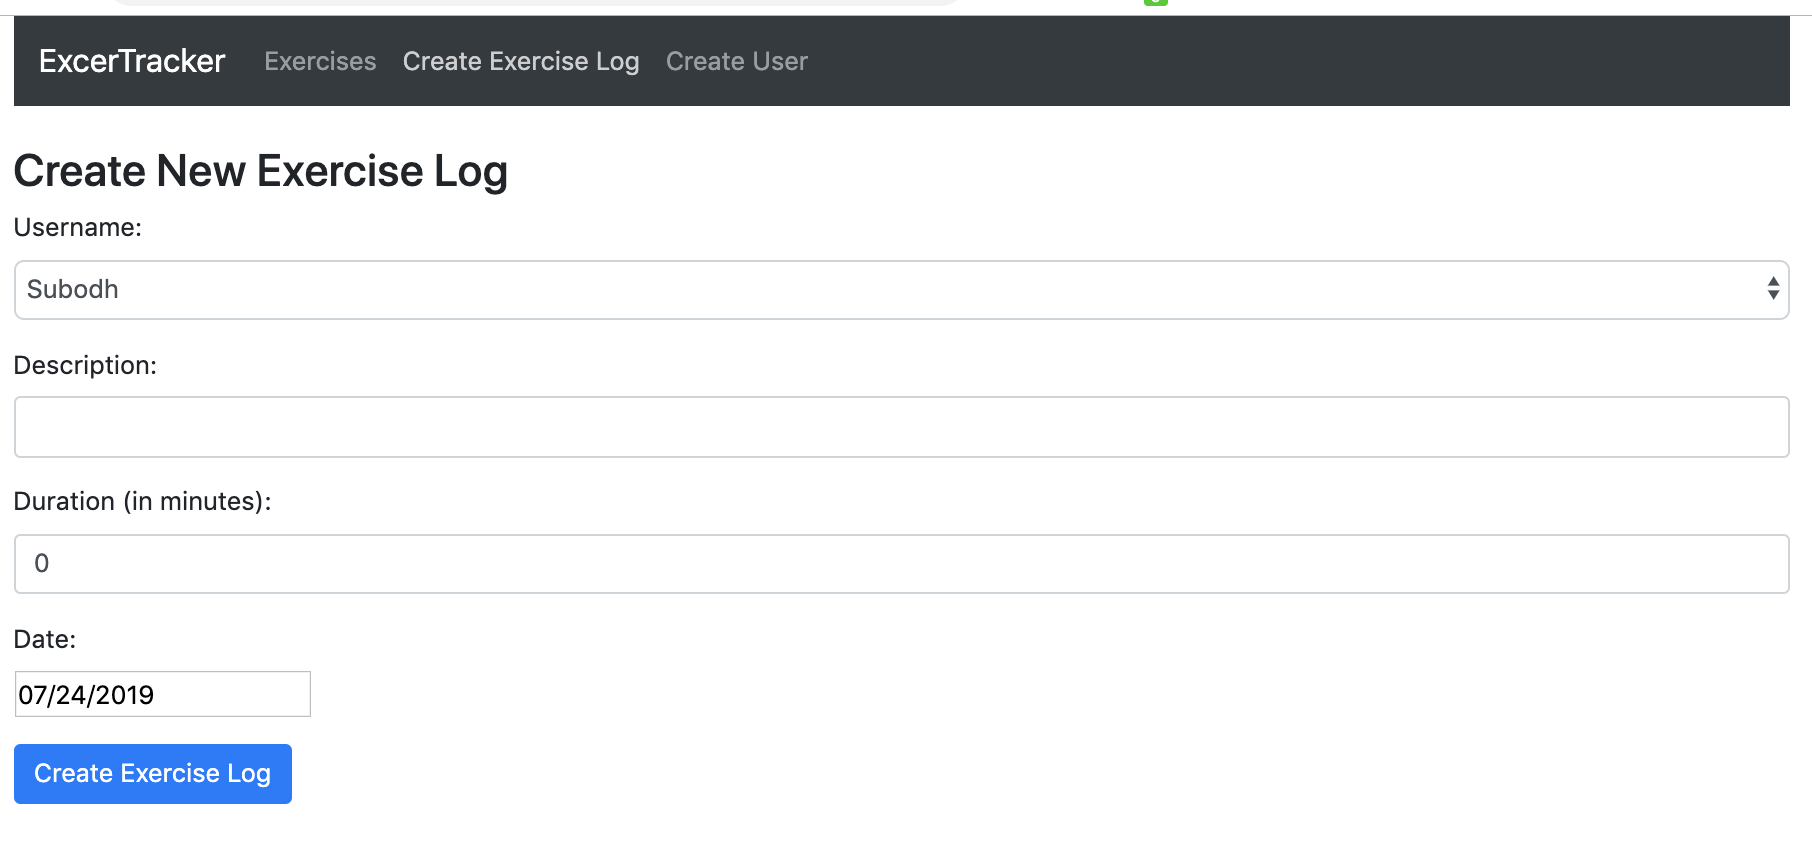 ExcerTracker Exercises Create Exercise Log Create User
Create New Exercise Log
Username:
Subodh
Description:
Duration (in minutes):
0
Date:
07/24/2019
Create Exercise Log